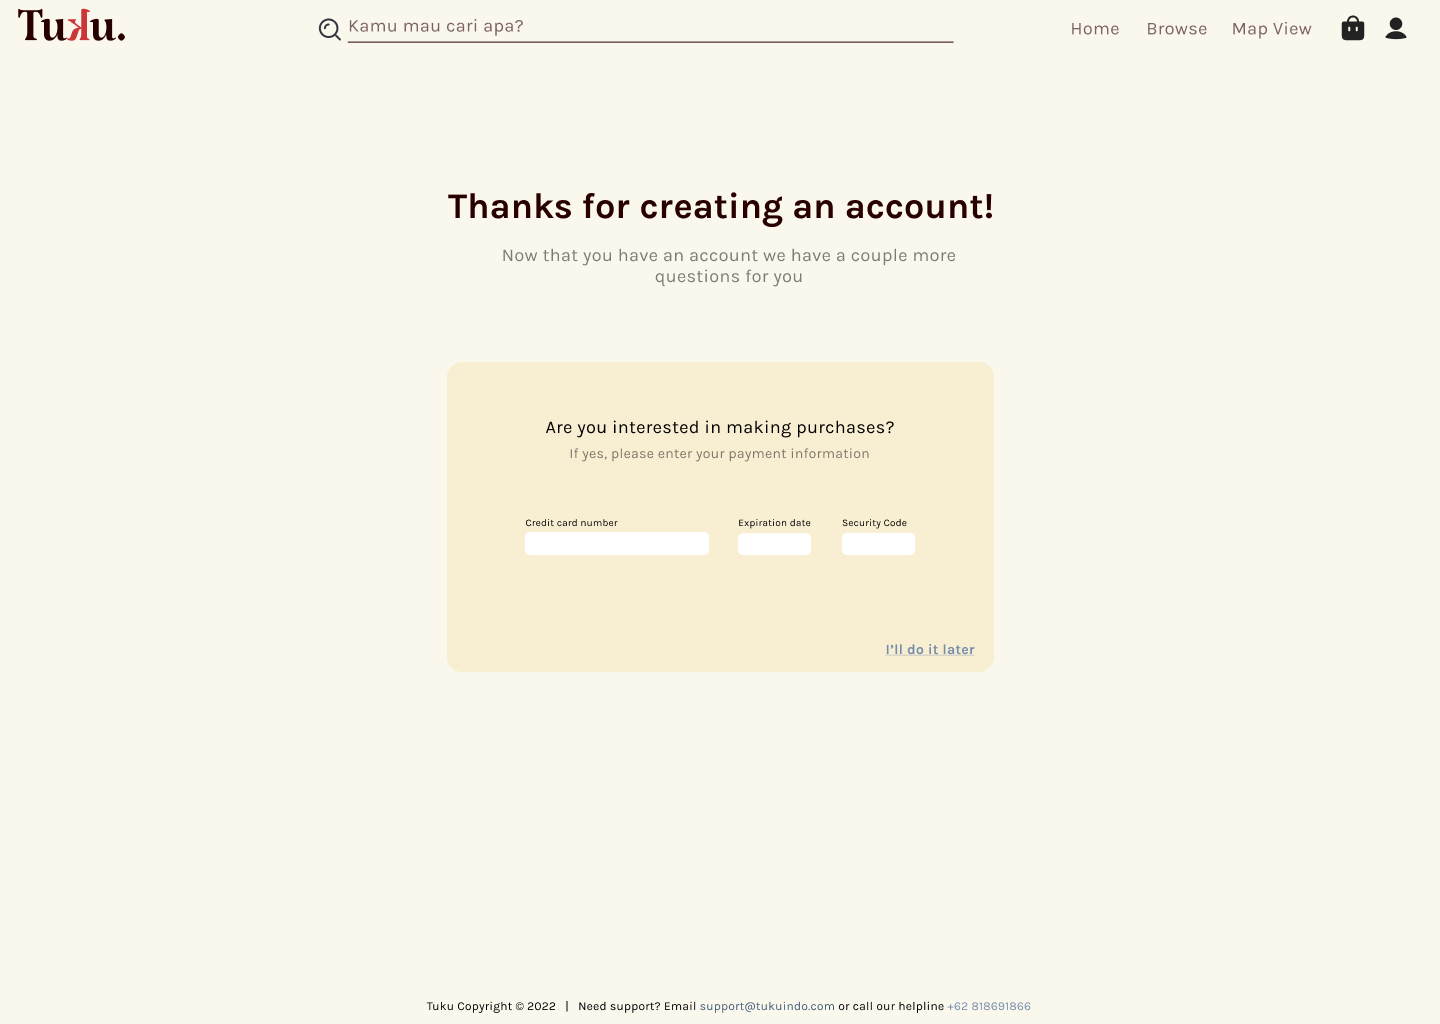 Tuku.
Kamu mau cari apa?
Home
Browse
Map View
Thanks for creating an account!
Now that you have an account we have a couple more
questions for you
Are you interested in making purchases?
If yes, please enter your payment information
Credit card number
Expiration date
Security Code
I’ll do it later
Tuku Copyright © 2022 | Need support? Email support@tukuindo.com or call our helpline +62 818691866